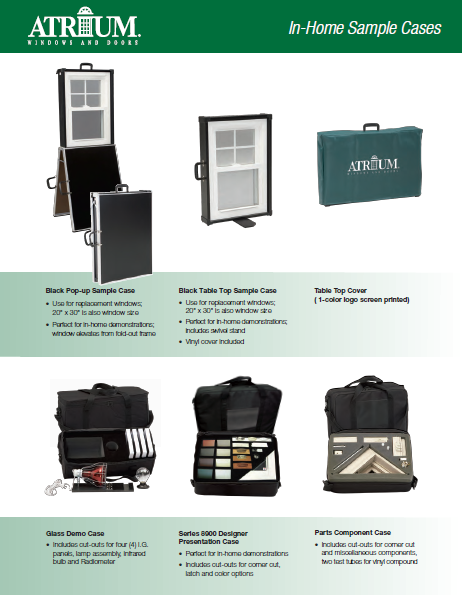 ATRIUM.
WINDOWS AND DOORS
In-Home Sample Cases
ATRIUM.
WINDOWS AND DOORS
Black Pop-up Sample Case
• Use for replacement windows;
20" x 30" is also window size
• Perfect for in-home demonstrations;
window elevates from fold-out frame
Black Table Top Sample Case
• Use for replacement windows;
20" x 30" is also window size
• Perfect for in-home demonstrations;
includes swivel stand
• Vinyl cover included
Table Top Cover
( 1-color logo screen printed)
Glass Demo Case
• Includes cut-outs for four (4) I.G.
panels, lamp assembly, infrared
bulb and Radiometer
Series 8900 Designer
Presentation Case
• Perfect for in-home demonstrations
• Includes cut-outs for corner cut,
latch and color options
Parts Component Case
• Includes cut-outs for corner cut
and miscellaneous components,
two test tubes for vinyl compound